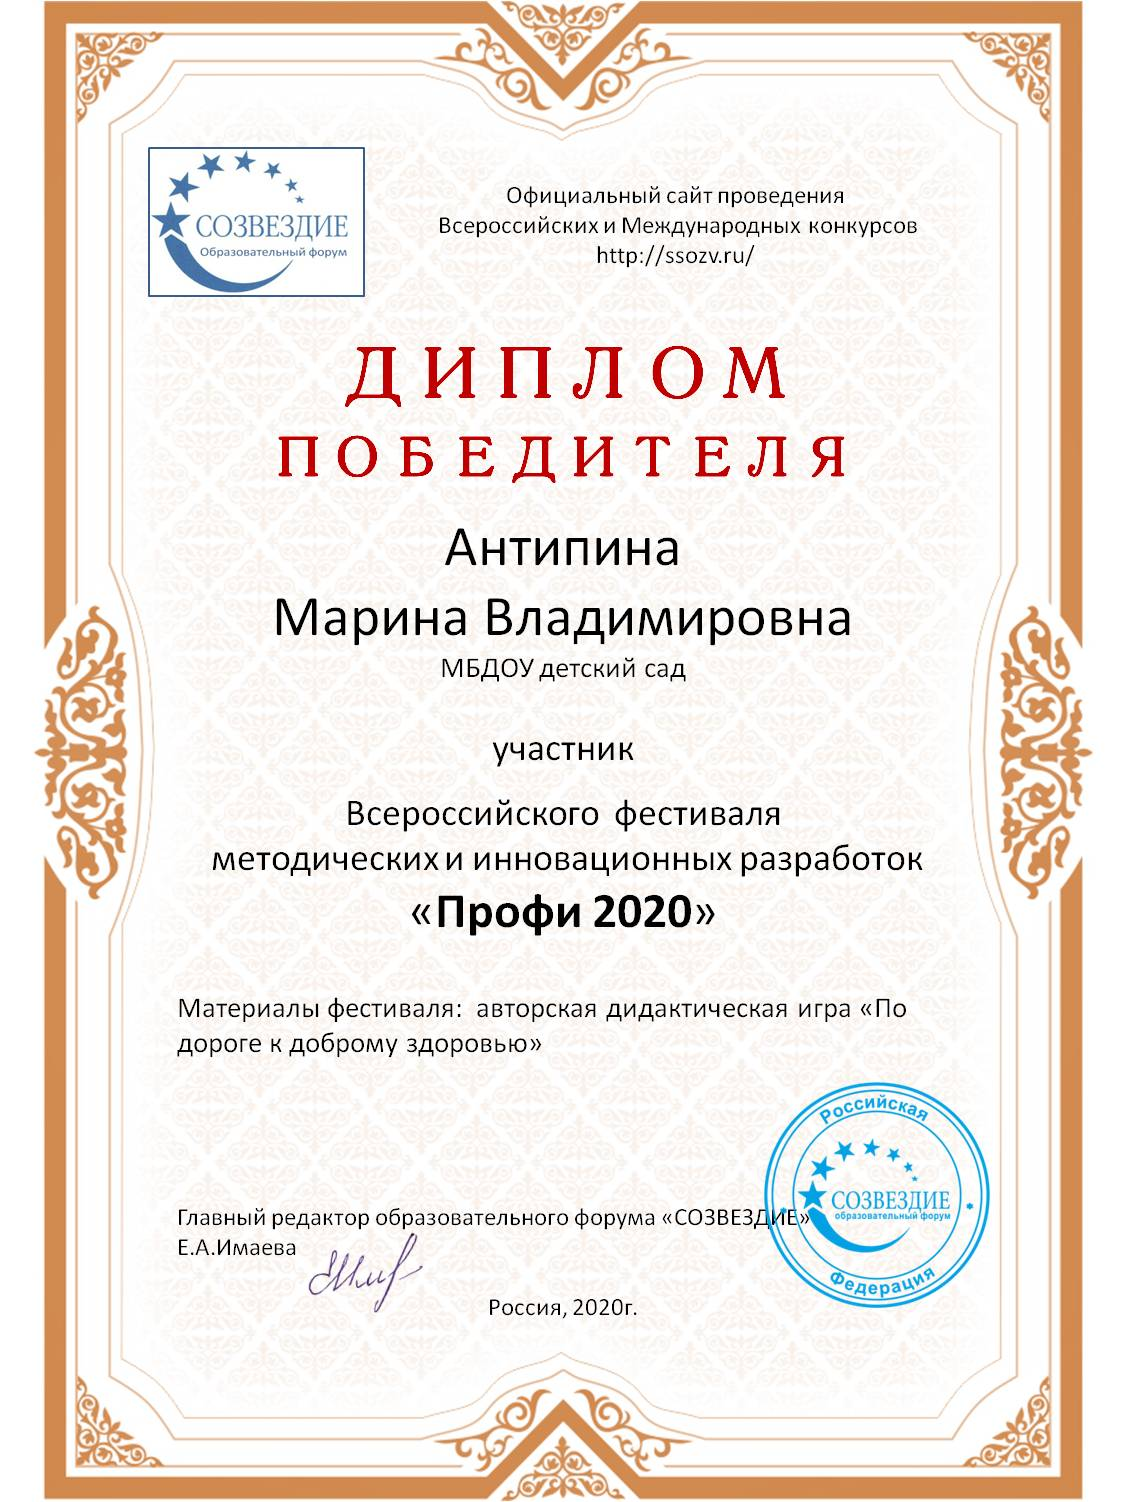 СОЗВЕЗДИЕ
Образовательный форум
Официальный сайт проведения
Всероссийских и Международных конкурсов
http://ssozv.ru/
ДИПЛОМ
ПОБЕДИТЕЛЯ
Антипина
Марина Владимировна
МБДОУ детский сад
участник
Всероссийского фестиваля
методических и инновационных разработок
«Профи 2020»
Материалы фестиваля: авторская дидактическая игра «По
дороге к доброму здоровью»
Российская
СОЗВЕЗДИЕ
образовательный форум
Федерация
Главный редактор образовательного форума «СОЗВЕЗДИЕ»
Е.А.Имаева
Россия, 2020г.